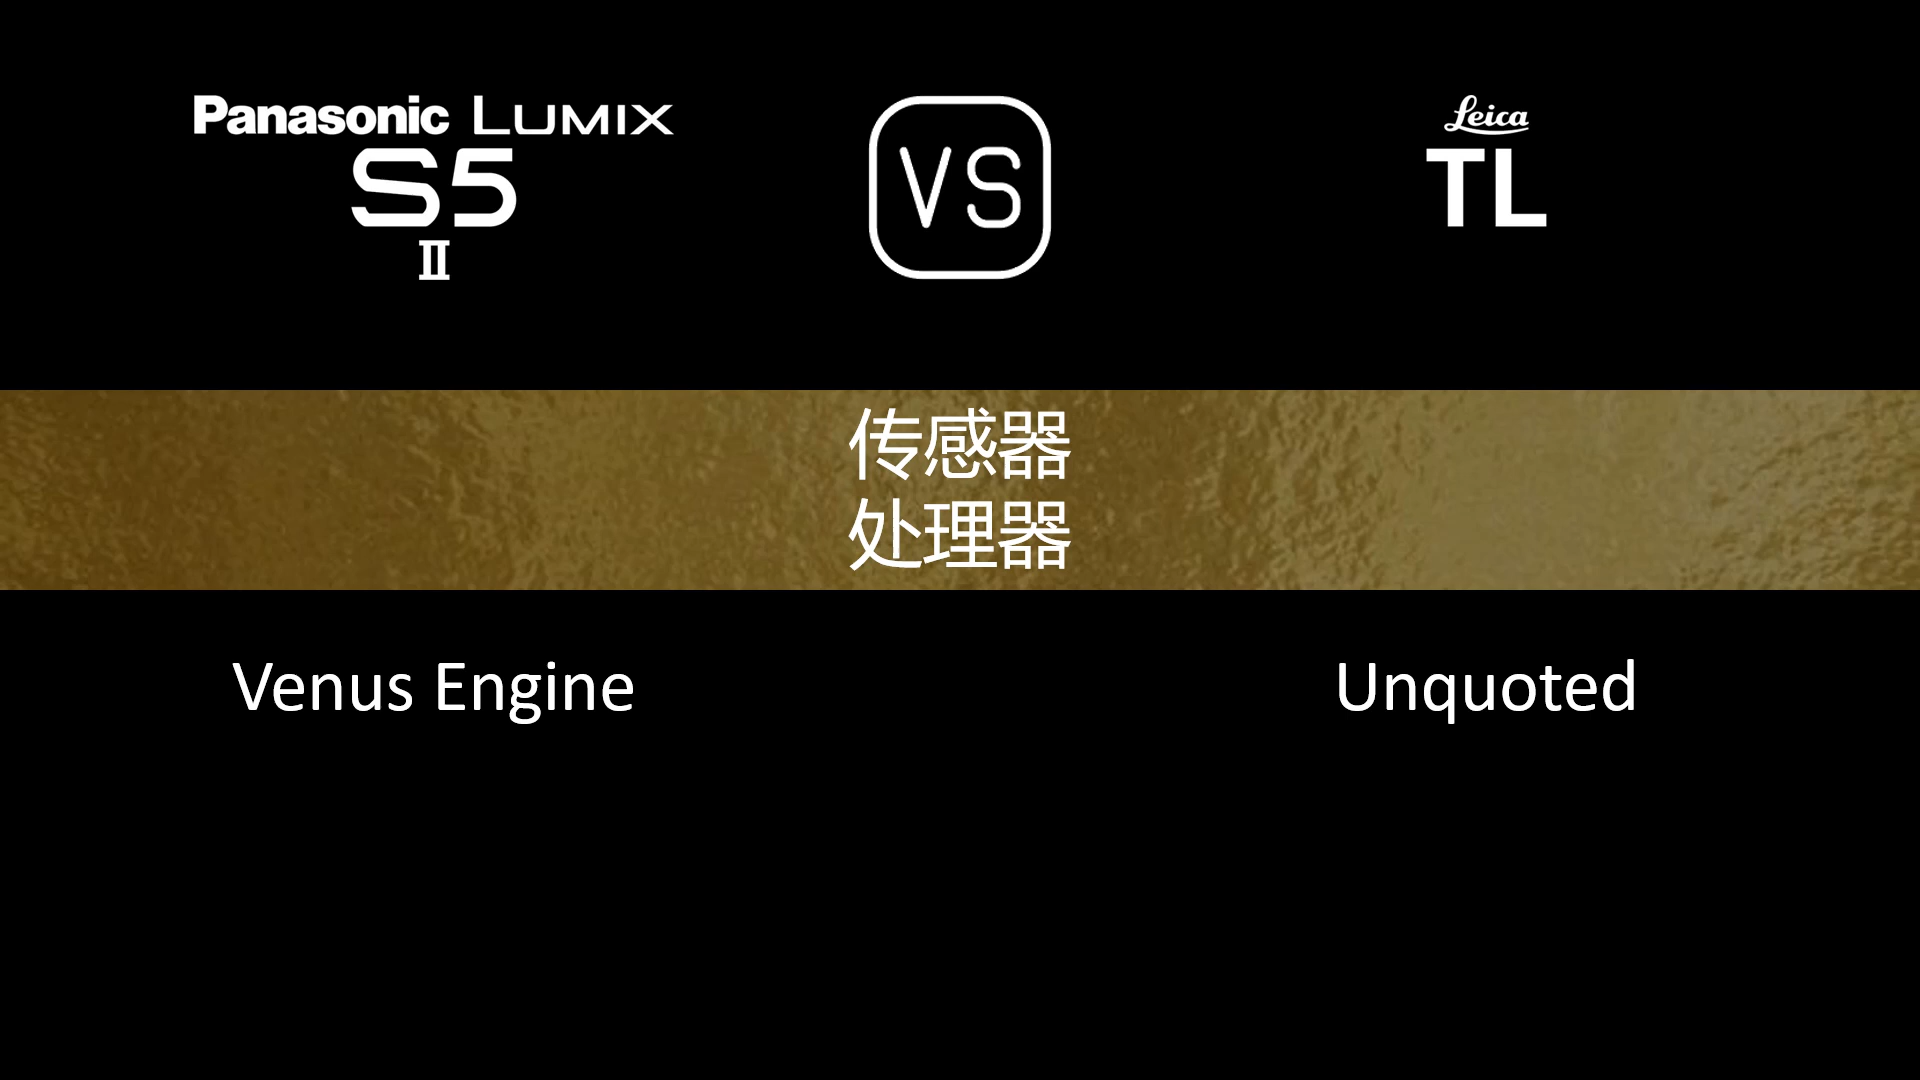 Panasonic LUMIX
S5
II
VS
Leica
TL
传感器
处理器
Venus Engine
Unquoted